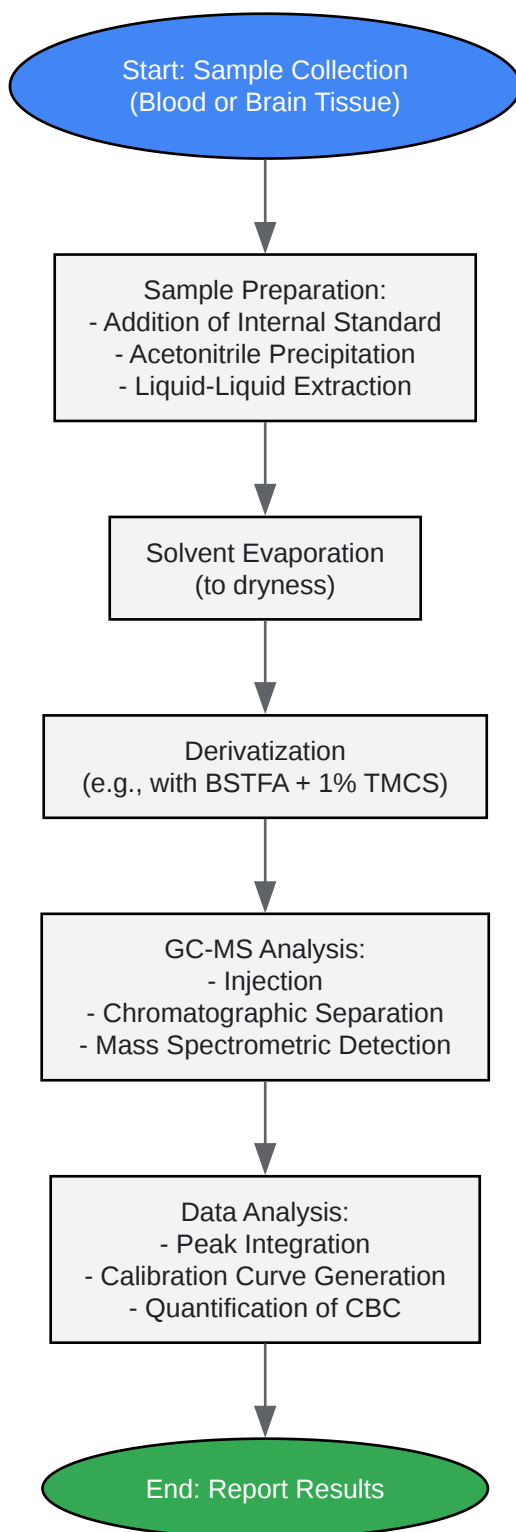 Start: Sample Collection
(Blood or Brain Tissue)
Sample Preparation:
- Addition of Internal Standard
- Acetonitrile Precipitation
- Liquid-Liquid Extraction
Solvent Evaporation
(to dryness)
Derivatization
(e.g., with BSTFA + 1% TMCS)
GC-MS Analysis:
- Injection
- Chromatographic Separation
- Mass Spectrometric Detection
Data Analysis:
- Peak Integration
- Calibration Curve Generation
- Quantification of CBC
End: Report Results